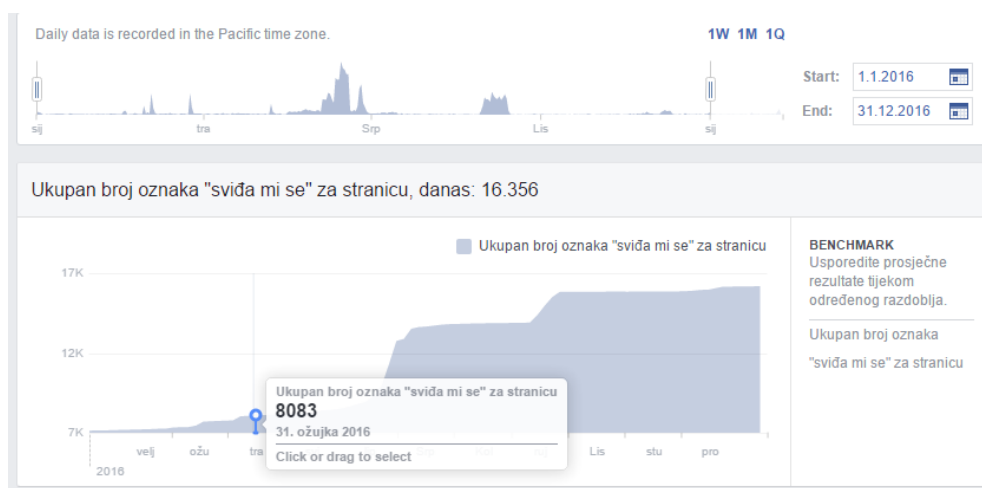 Daily data is recorded in the Pacific time zone.
1W 1M 1Q
Start: 1.1.2016
End: 31.12.2016
sij tra Srp Lis sij
Ukupan broj oznaka "sviđa mi se" za stranicu, danas: 16.356
Ukupan broj oznaka "sviđa mi se" za stranicu
17K
12K
7K
Ukupan broj oznaka "sviđa mi se" za stranicu
8083
31. ožujka 2016
Click or drag to select
velj ožu tra Lis stu pro
2016
BENCHMARK
Usporedite prosječne
rezultate tijekom
određenog razdoblja.
Ukupan broj oznaka
"sviđa mi se" za stranicu